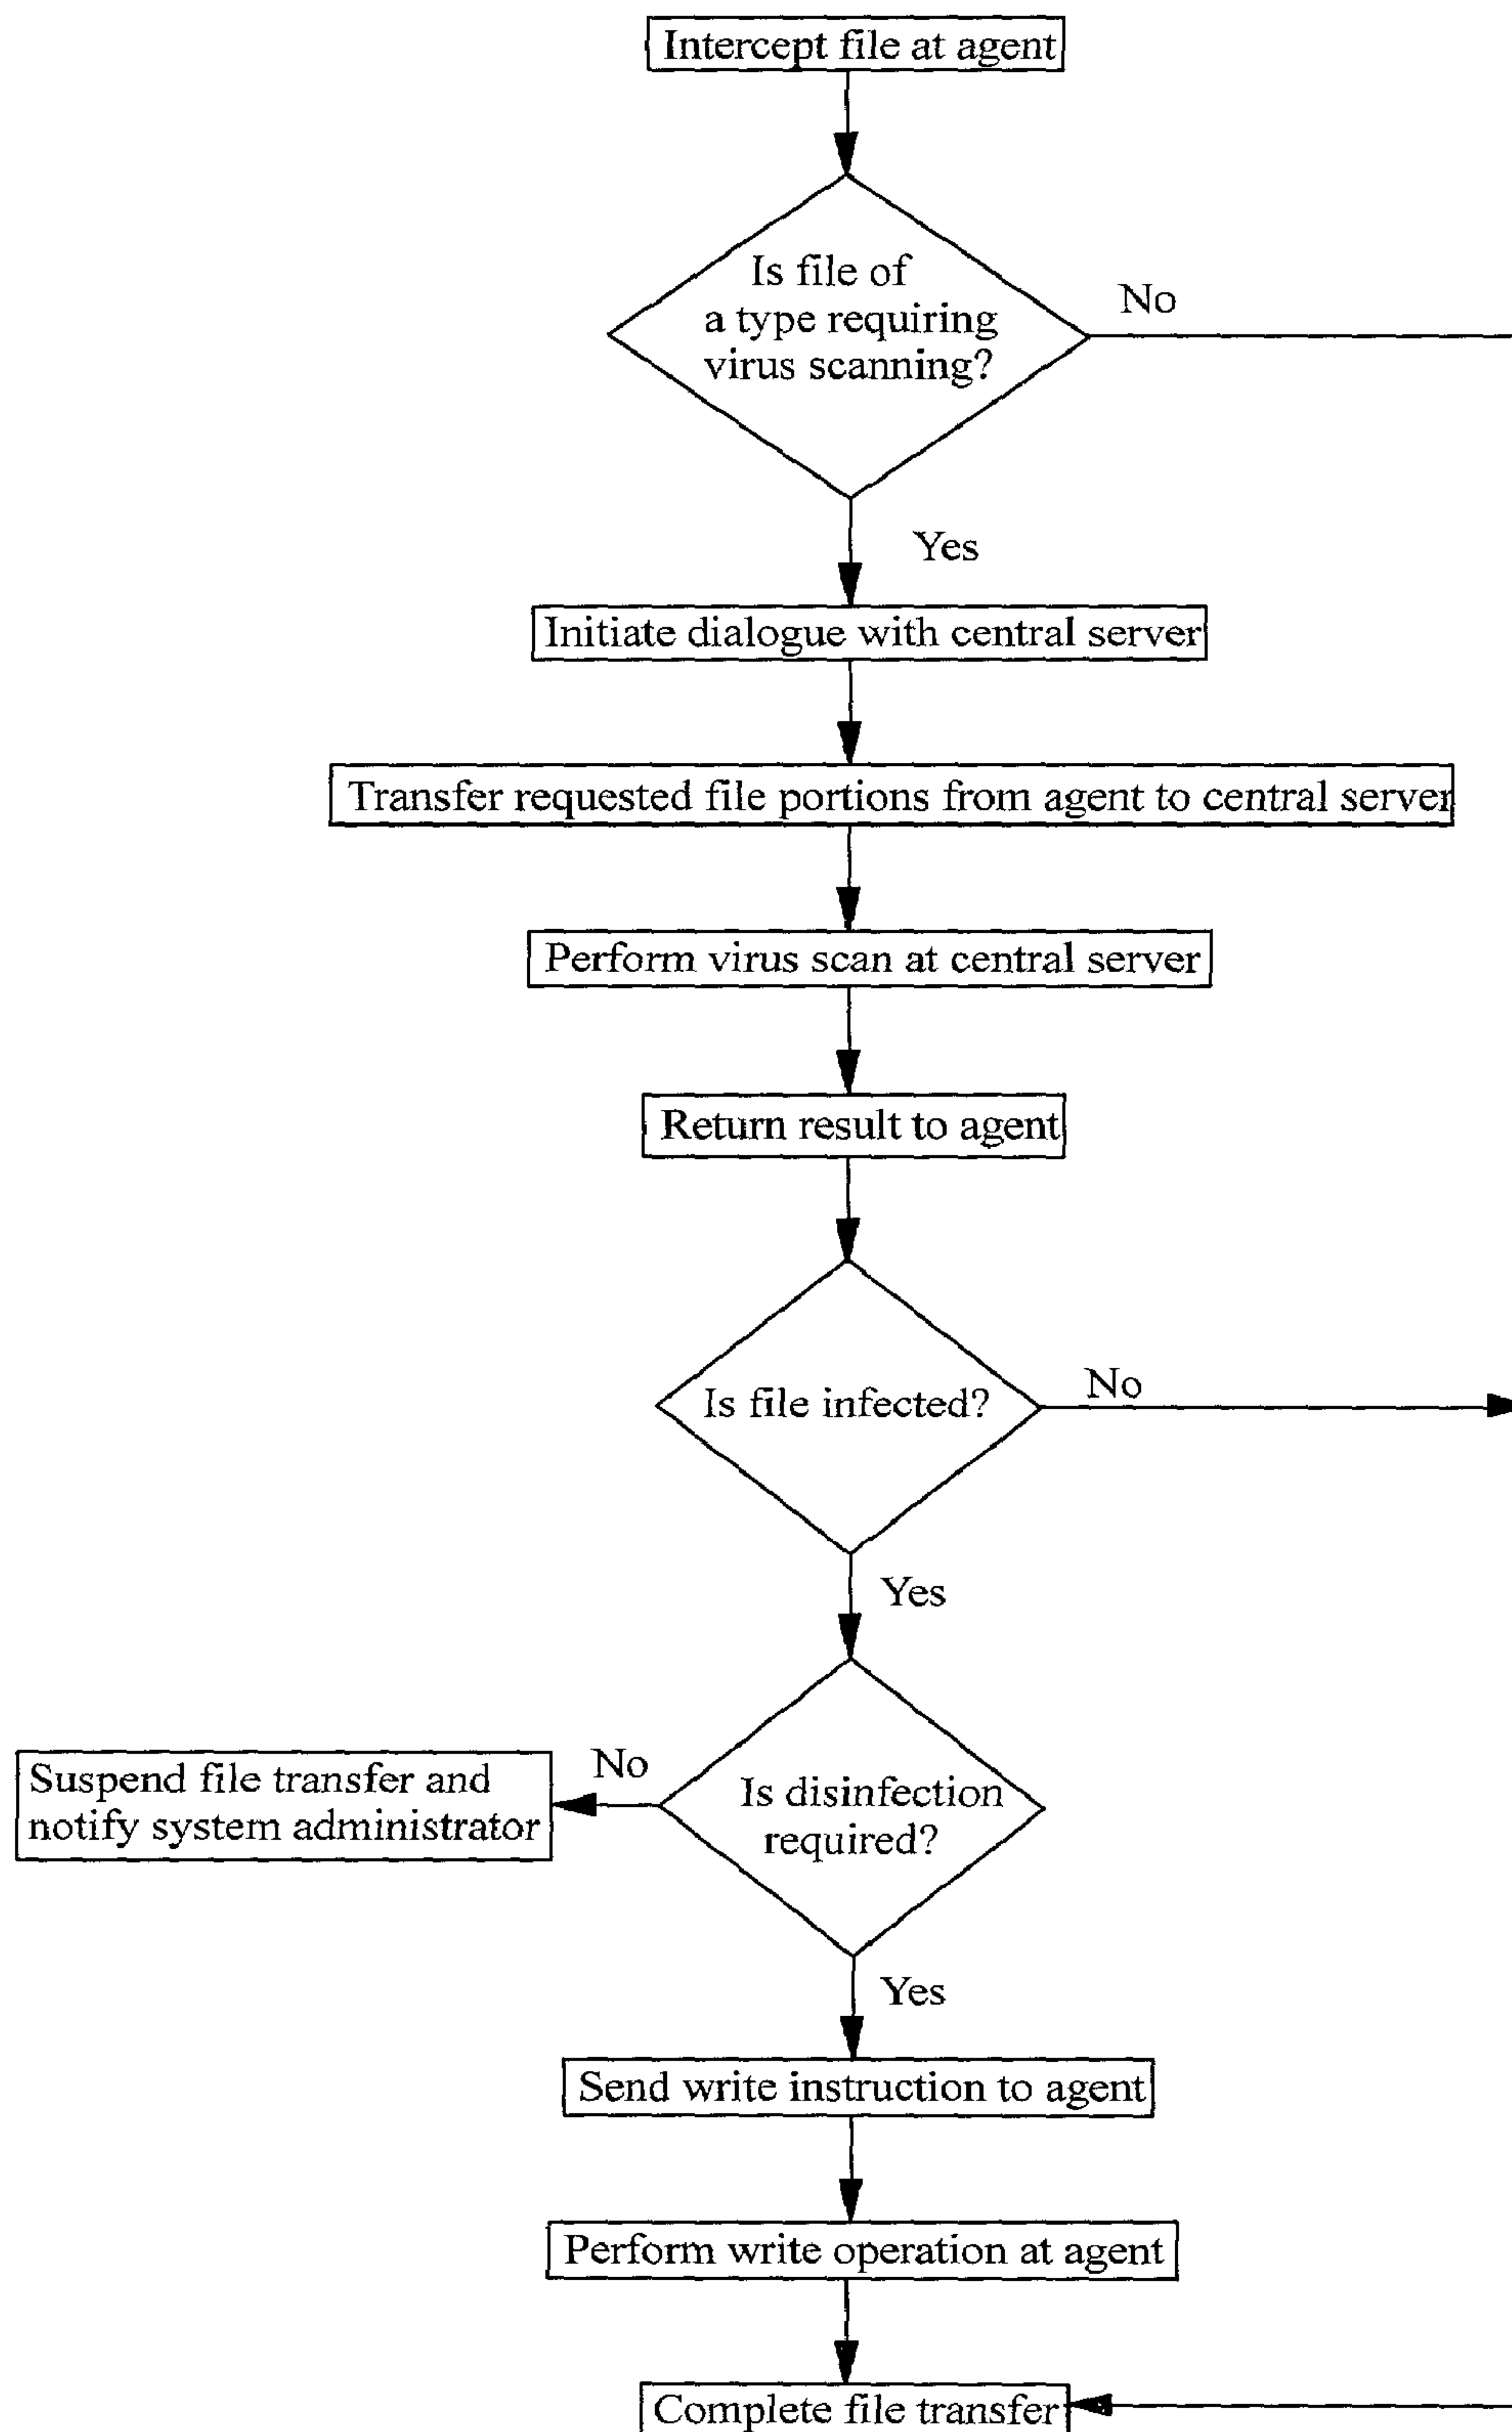 Intercept file at agent
Is file of
a type requiring
virus scanning?
No
Yes
Initiate dialogue with central server
Transfer requested file portions from agent to central server
Perform virus scan at central server
Return result to agent
Is file infected?
No
Yes
Suspend file transfer and
notify system administrator
No
Is disinfection
required?
Yes
Send write instruction to agent
Perform write operation at agent
Complete file transfer